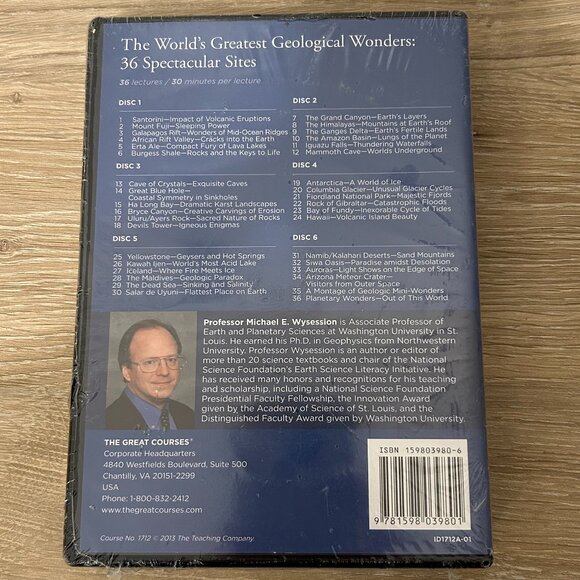 The World's Greatest Geological Wonders:
36 Spectacular Sites
36 lectures / 30 minutes per lecture
DISC 1
1 Santorini—Impact of Volcanic Eruptions
2 Mount Fuji—Sleeping Power
3 Galapagos Rift—Wonders of Mid-Ocean Ridges
4 African Rift Valley—Cracks into the Earth
5 Erta Ale—Compact Fury of Lava Lakes
6 Burgess Shale—Rocks and the Keys to Life
DISC 2
7 The Grand Canyon—Earth's Layers
8 The Himalayas—Mountains at Earth's Roof
9 The Ganges Delta—Earth's Fertile Lands
10 The Amazon Basin—Lungs of the Planet
11 Iguazu Falls—Thundering Waterfalls
12 Mammoth Cave—Worlds Underground
DISC 3
13 Cave of Crystals—Exquisite Caves
14 Great Blue Hole—
Coastal Symmetry in Sinkholes
15 Ha Long Bay—Dramatic Karst Landscapes
16 Bryce Canyon—Creative Carvings of Erosion
17 Uluru/Ayers Rock—Sacred Nature of Rocks
18 Devils Tower—Igneous Enigmas
DISC 4
19 Antarctica—A World of Ice
20 Columbia Glacier—Unusual Glacier Cycles
21 Fiordland National Park—Majestic Fjords
22 Rock of Gibraltar—Catastrophic Floods
23 Bay of Fundy—Inexorable Cycle of Tides
24 Hawaii—Volcanic Island Beauty
DISC 5
25 Yellowstone—Geysers and Hot Springs
26 Kawah Ijen—World's Most Acid Lake
27 Iceland—Where Fire Meets Ice
28 The Maldives—Geologic Paradox
29 The Dead Sea—Sinking and Salinity
30 Salar de Uyuni—Flattest Place on Earth
DISC 6
31 Namib/Kalahari Deserts—Sand Mountains
32 Siwa Oasis—Paradise amidst Desolation
33 Auroras—Light Shows on the Edge of Space
34 Arizona Meteor Crater—
Visitors from Outer Space
35 A Montage of Geologic Mini-Wonders
36 Planetary Wonders—Out of This World
Professor Michael E. Wysession is Associate Professor of
Earth and Planetary Sciences at Washington University in St.
Louis. He earned his Ph.D. in Geophysics from Northwestern
University. Professor Wysession is an author or editor of
more than 20 science textbooks and chair of the National
Science Foundation's Earth Science Literacy Initiative. He
has received many honors and recognitions for his teaching
and scholarship, including a National Science Foundation
Presidential Faculty Fellowship, the Innovation Award
given by the Academy of Science of St. Louis, and the
Distinguished Faculty Award given by Washington University.
THE GREAT COURSES®
Corporate Headquarters
4840 Westfields Boulevard, Suite 500
Chantilly, VA 20151-2299
USA
Phone: 1-800-832-2412
www.thegreatcourses.com
Course No. 1712 © 2013 The Teaching Company.
ISBN 159803980-6
9 781598 039801
ID1712A-01